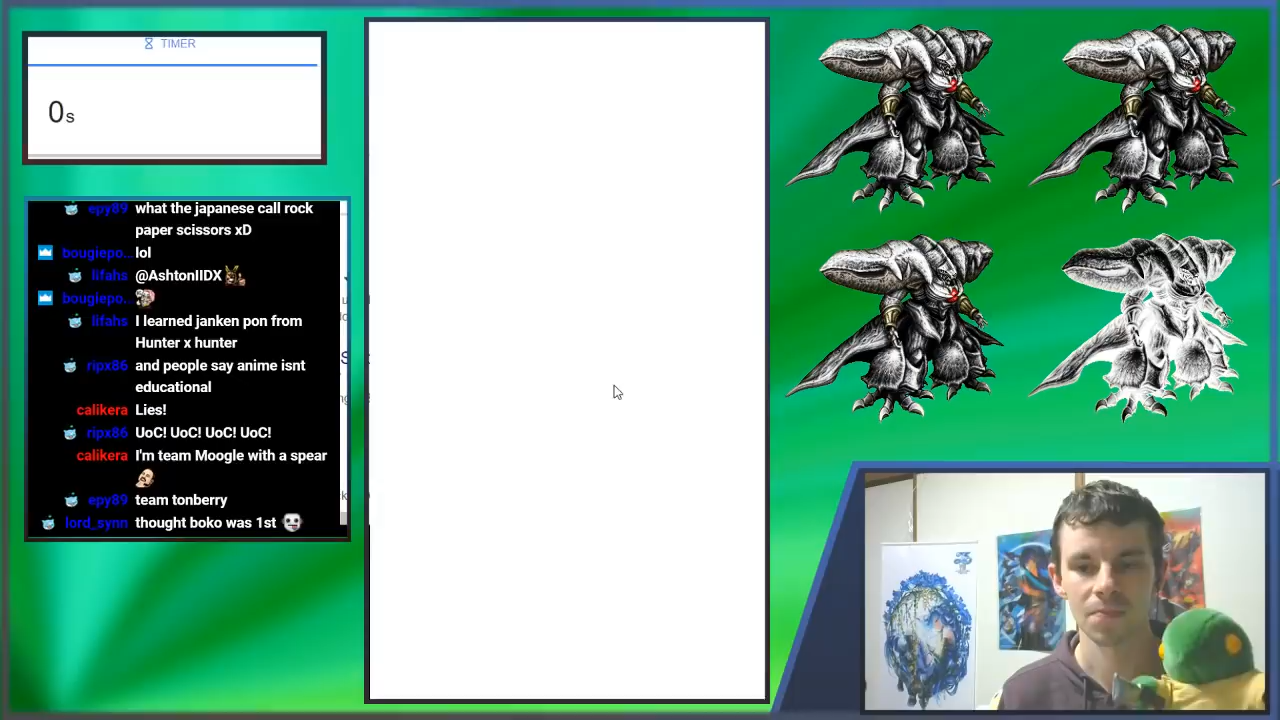 TIMER
0s
epy89 what the japanese call rock
paper scissors xD
bougiepo... lol
lifahs @AshtonIIDX
bougiepo...
lifahs I learned janken pon from
Hunter x hunter
ripx86 and people say anime isnt
educational
calikera Lies!
ripx86 UoC! UoC! UoC! UoC!
calikera I'm team Moogle with a spear
epy89 team tonberry
lord_synn thought boko was 1st